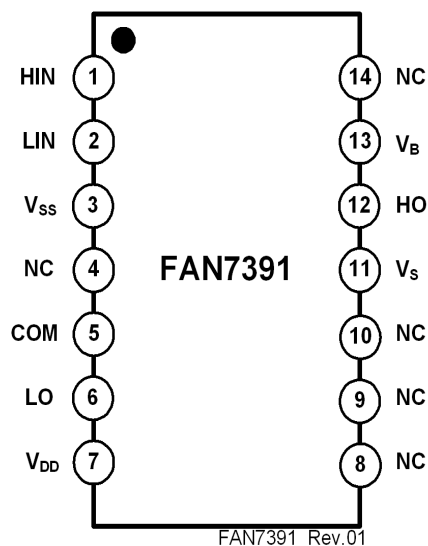 HIN 1 14 NC
LIN 2 13 VB
VSS 3 12 HO
NC 4 FAN7391 11 VS
COM 5 10 NC
LO 6 9 NC
VDD 7 8 NC
FAN7391 Rev.01